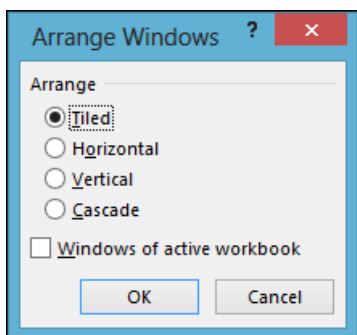 Arrange Windows ?
Arrange
Tiled
Horizontal
Vertical
Cascade
Windows of active workbook
OK Cancel